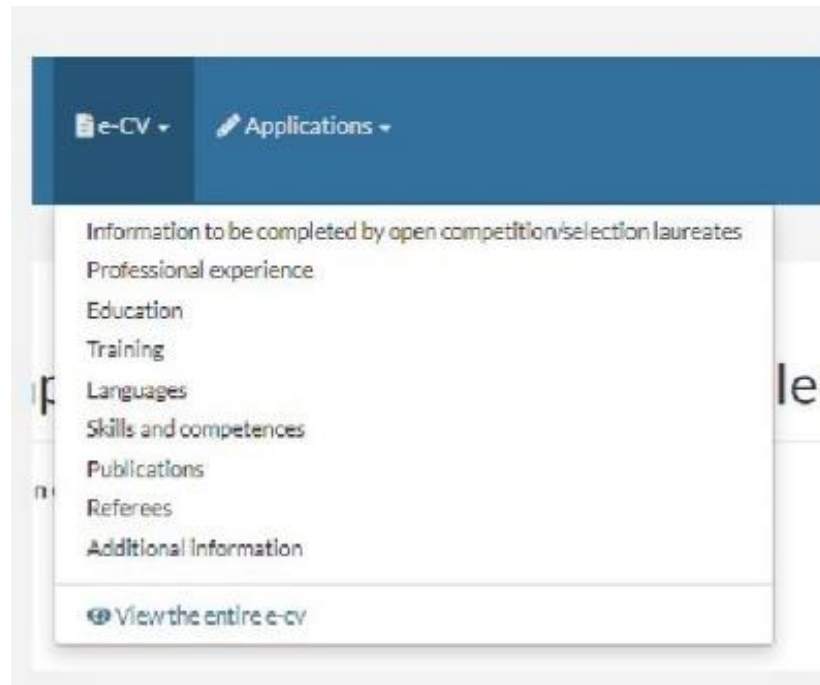 e-CV
Applications
Information to be completed by open competition/selection laureates
Professional experience
Education
Training
Languages
Skills and competences
Publications
Referees
Additional information
View the entire e-cv